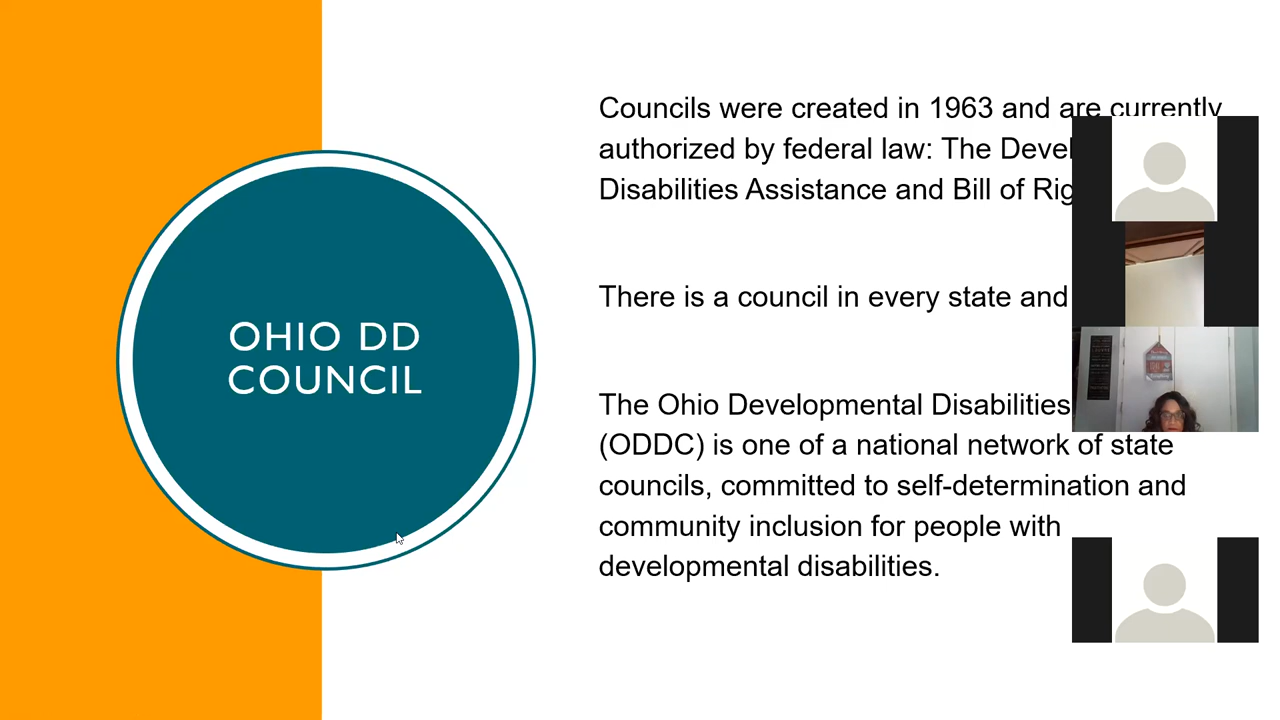 OHIO DD
COUNCIL
Councils were created in 1963 and are currently
authorized by federal law: The Devel
Disabilities Assistance and Bill of Rig
There is a council in every state and
The Ohio Developmental Disabilities
(ODDC) is one of a national network of state
councils, committed to self-determination and
community inclusion for people with
developmental disabilities.